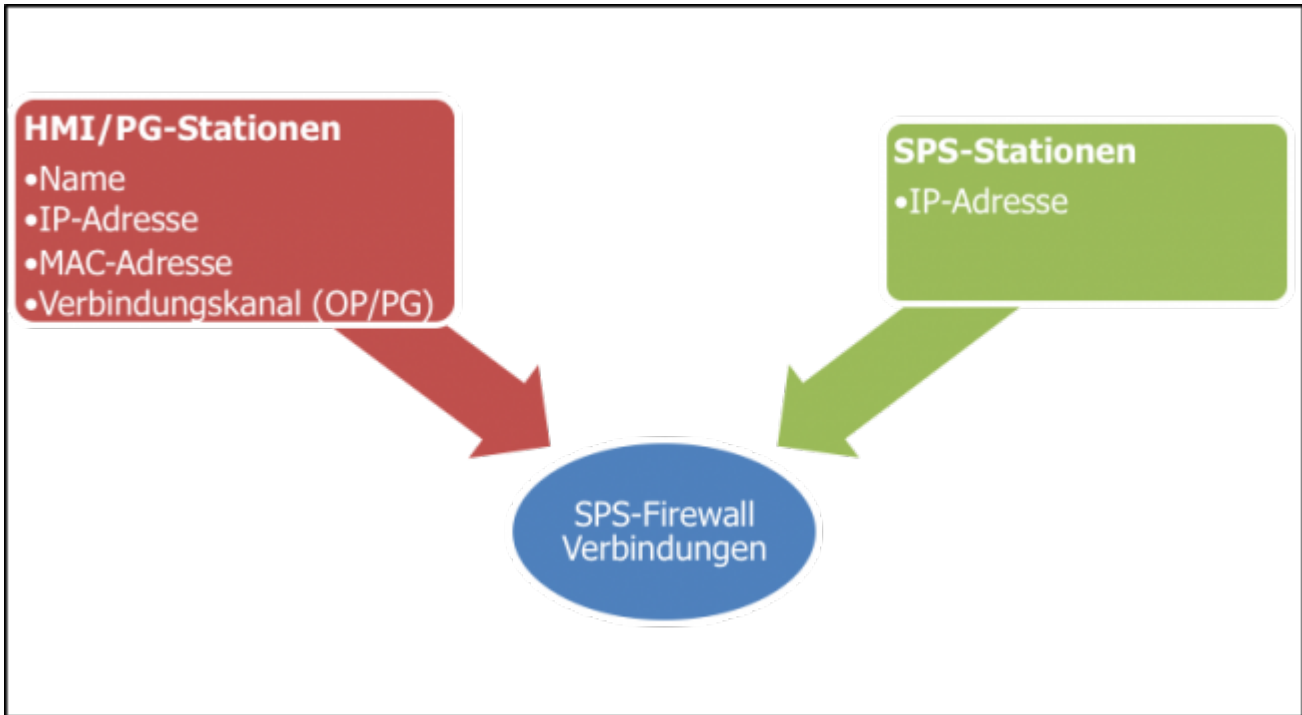 HMI/PG-Stationen
•Name
•IP-Adresse
•MAC-Adresse
•Verbindungskanal (OP/PG)
SPS-Stationen
•IP-Adresse
SPS-Firewall
Verbindungen